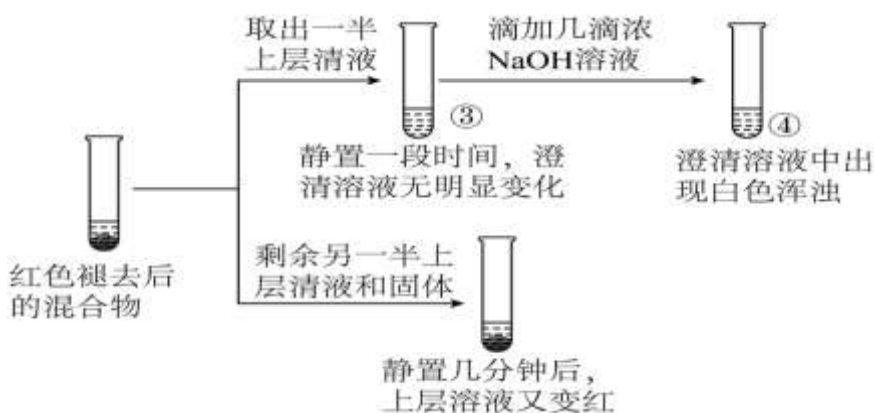 取出一半
上层清液
滴加几滴浓
NaOH溶液
③
④
静置一段时间，澄
清溶液无明显变化
澄清溶液中出
现白色浑浊
红色褪去后
的混合物
剩余另一半上
层清液和固体
静置几分钟后，
上层溶液又变红